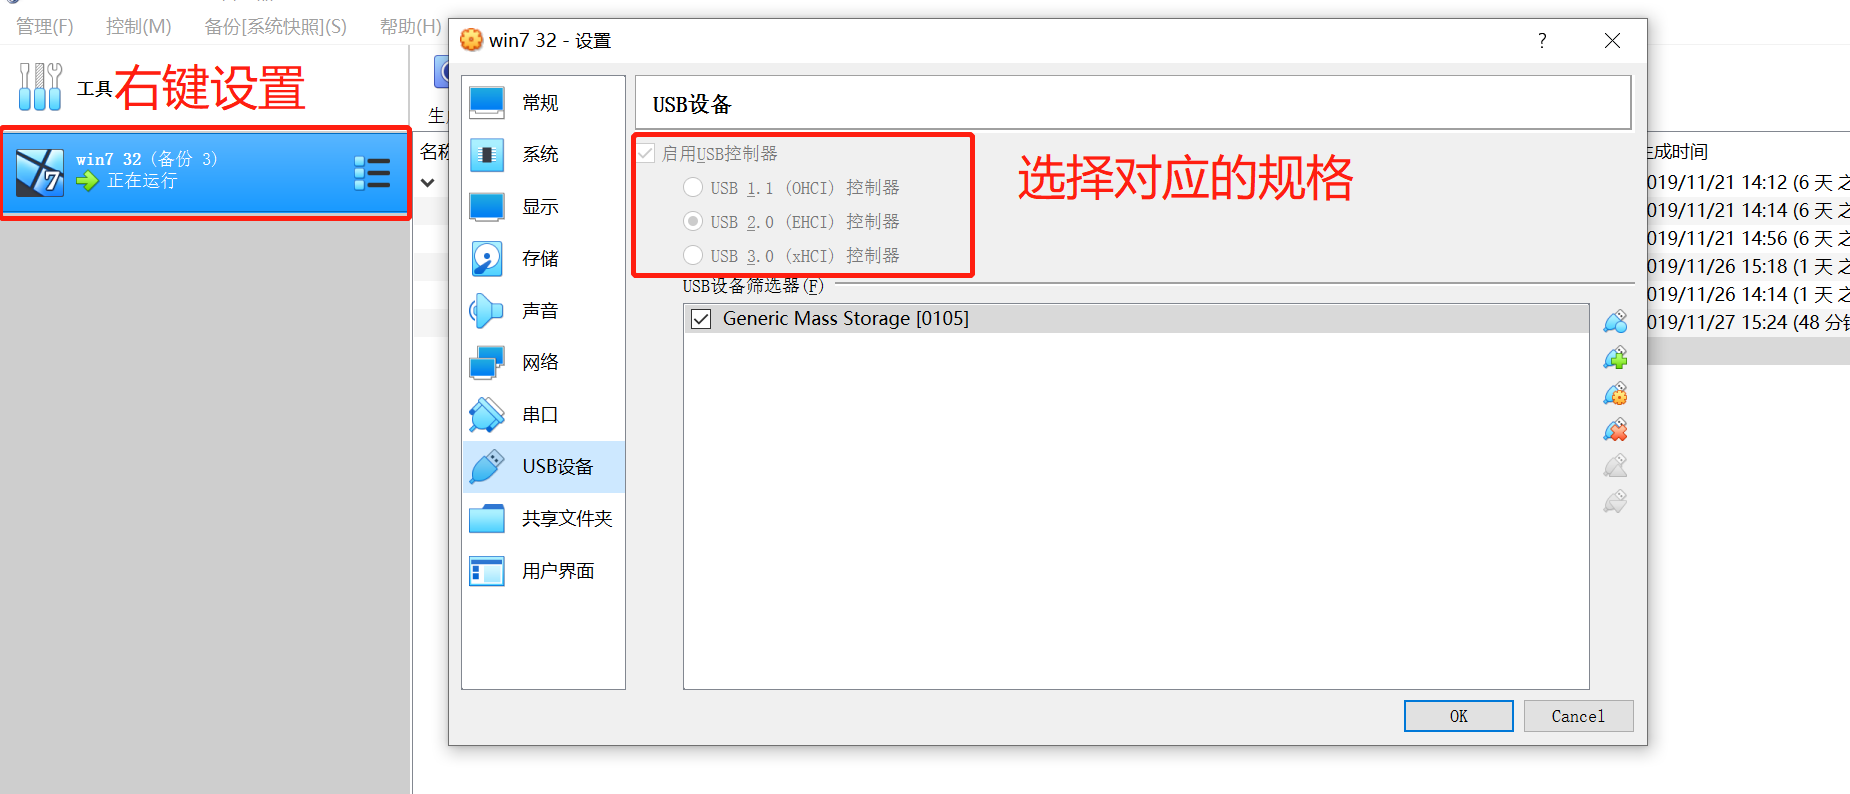 管理(F) 控制(M) 备份[系统快照](S) 帮助(H)
工具
右键设置
win7 32 (备份 3)
正在运行
名称
win7 32 - 设置
?
常规
系统
显示
存储
声音
网络
串口
USB设备
共享文件夹
用户界面
USB设备
启用USB控制器
USB 1.1 (OHCI) 控制器
USB 2.0 (EHCI) 控制器
USB 3.0 (xHCI) 控制器
选择对应的规格
USB设备筛选器(F)
Generic Mass Storage [0105]
OK Cancel
生成时间
019/11/21 14:12 (6 天 之
019/11/21 14:14 (6 天 之
019/11/21 14:56 (6 天 之
019/11/26 15:18 (1 天 之
019/11/26 14:14 (1 天 之
019/11/27 15:24 (48 分钟